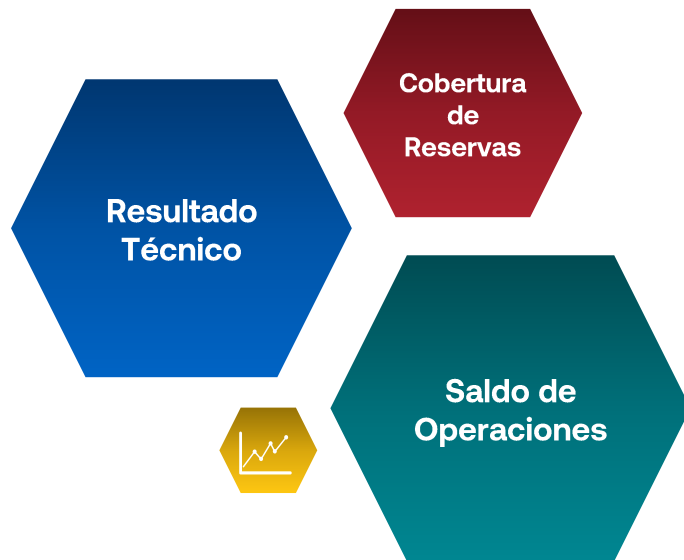 Cobertura
de
Reservas
Resultado
Técnico
Saldo de
Operaciones